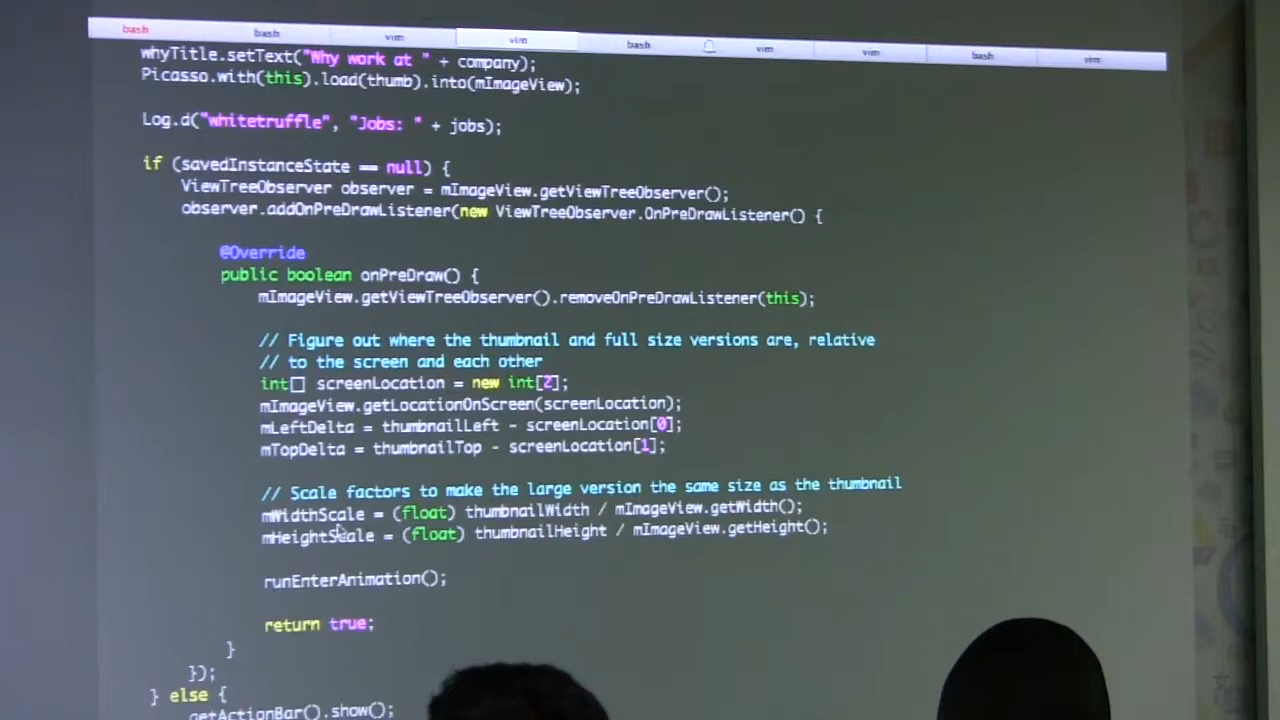 bash bash vim vim bash vim vim bash vim
whyTitle.setText("Why work at " + company);
Picasso.with(this).load(thumb).into(mImageView);
Log.d("whitetruffle", "Jobs: " + jobs);
if (savedInstanceState == null) {
ViewTreeObserver observer = mImageView.getViewTreeObserver();
observer.addOnPreDrawListener(new ViewTreeObserver.OnPreDrawListener() {
@Override
public boolean onPreDraw() {
mImageView.getViewTreeObserver().removeOnPreDrawListener(this);
// Figure out where the thumbnail and full size versions are, relative
// to the screen and each other
int[] screenLocation = new int[2];
mImageView.getLocationOnScreen(screenLocation);
mLeftDelta = thumbnailLeft - screenLocation[0];
mTopDelta = thumbnailTop - screenLocation[1];
// Scale factors to make the large version the same size as the thumbnail
mWidthScale = (float) thumbnailWidth / mImageView.getWidth();
mHeightScale = (float) thumbnailHeight / mImageView.getHeight();
runEnterAnimation();
return true;
}
});
} else {
getActionBar().show();